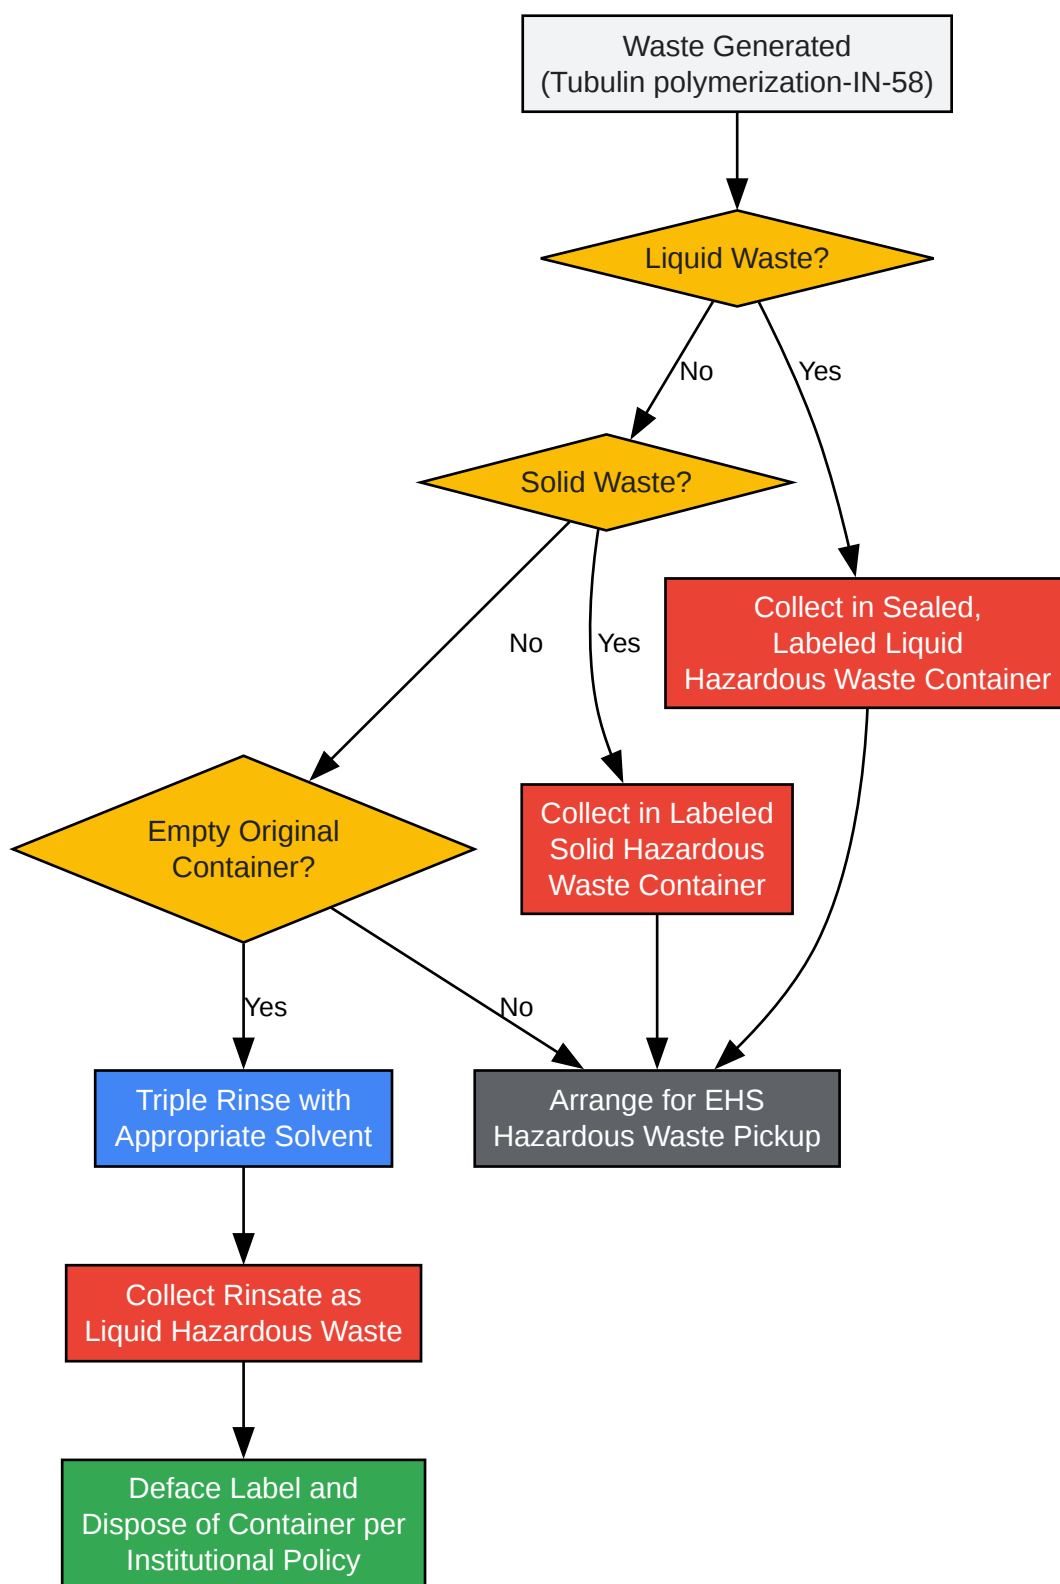 Waste Generated
(Tubulin polymerization-IN-58)
Liquid Waste?
No
Yes
Solid Waste?
No
Yes
Collect in Sealed,
Labeled Liquid
Hazardous Waste Container
Empty Original
Container?
Collect in Labeled
Solid Hazardous
Waste Container
Yes
No
Triple Rinse with
Appropriate Solvent
Arrange for EHS
Hazardous Waste Pickup
Collect Rinsate as
Liquid Hazardous Waste
Deface Label and
Dispose of Container per
Institutional Policy